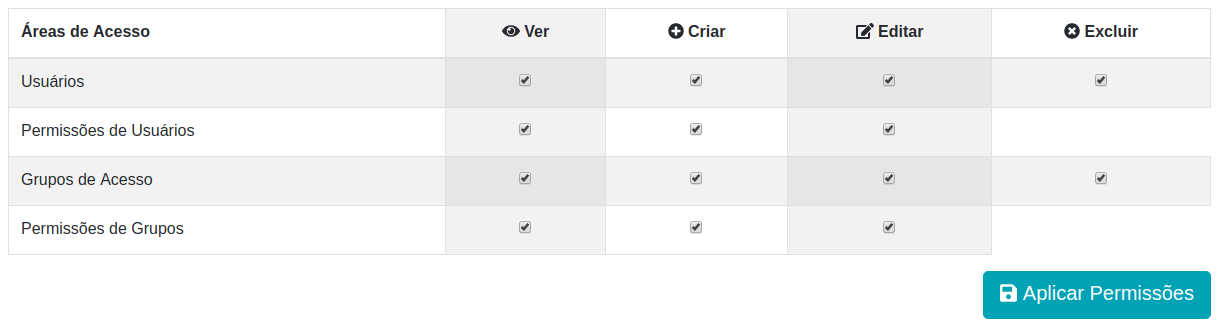 Áreas de Acesso Ver Criar Editar Excluir
Usuários
Permissões de Usuários
Grupos de Acesso
Permissões de Grupos
Aplicar Permissões